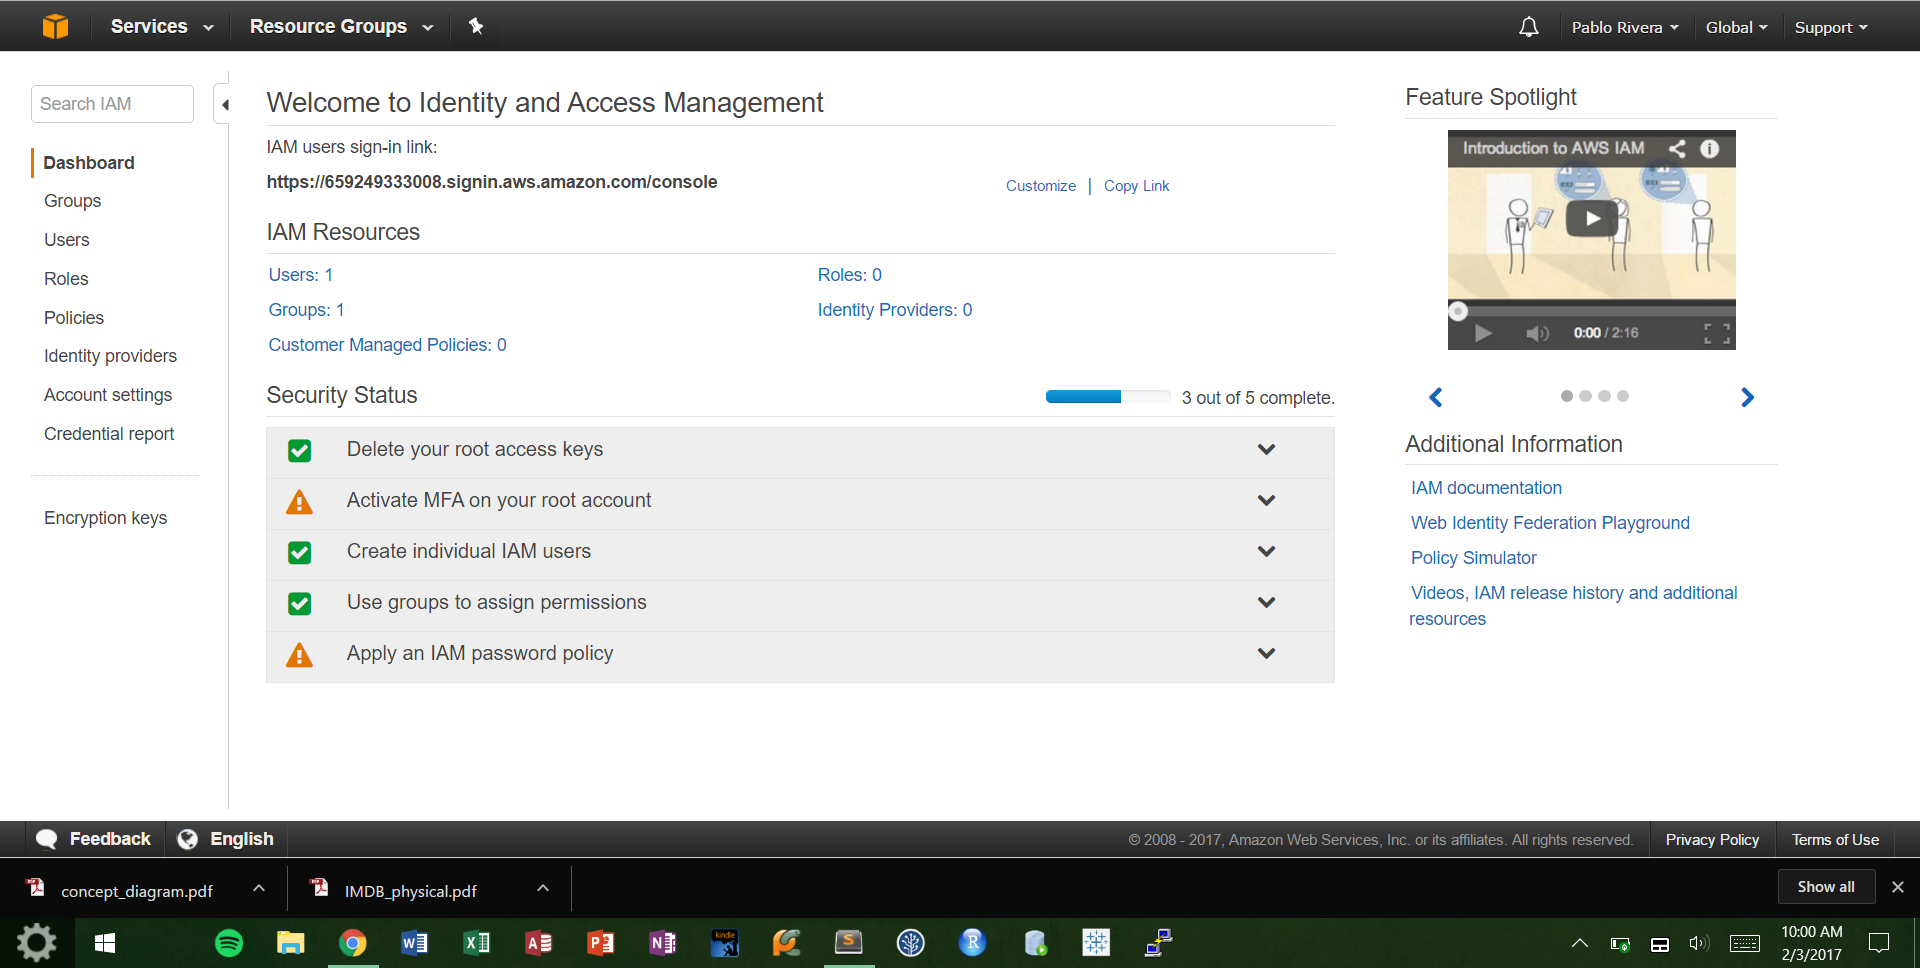 Services
Resource Groups
Pablo Rivera
Global
Support
Search IAM
Dashboard
Groups
Users
Roles
Policies
Identity providers
Account settings
Credential report
Encryption keys
Welcome to Identity and Access Management
IAM users sign-in link:
https://659249333008.signin.aws.amazon.com/console
Customize | Copy Link
IAM Resources
Users: 1
Roles: 0
Groups: 1
Identity Providers: 0
Customer Managed Policies: 0
Security Status
3 out of 5 complete.
Delete your root access keys
Activate MFA on your root account
Create individual IAM users
Use groups to assign permissions
Apply an IAM password policy
Feature Spotlight
Introduction to AWS IAM
0:00 / 2:16
Additional Information
IAM documentation
Web Identity Federation Playground
Policy Simulator
Videos, IAM release history and additional
resources
Feedback
English
© 2008 - 2017, Amazon Web Services, Inc. or its affiliates. All rights reserved.
Privacy Policy
Terms of Use
concept_diagram.pdf
IMDB_physical.pdf
Show all
kindle
10:00 AM
2/3/2017